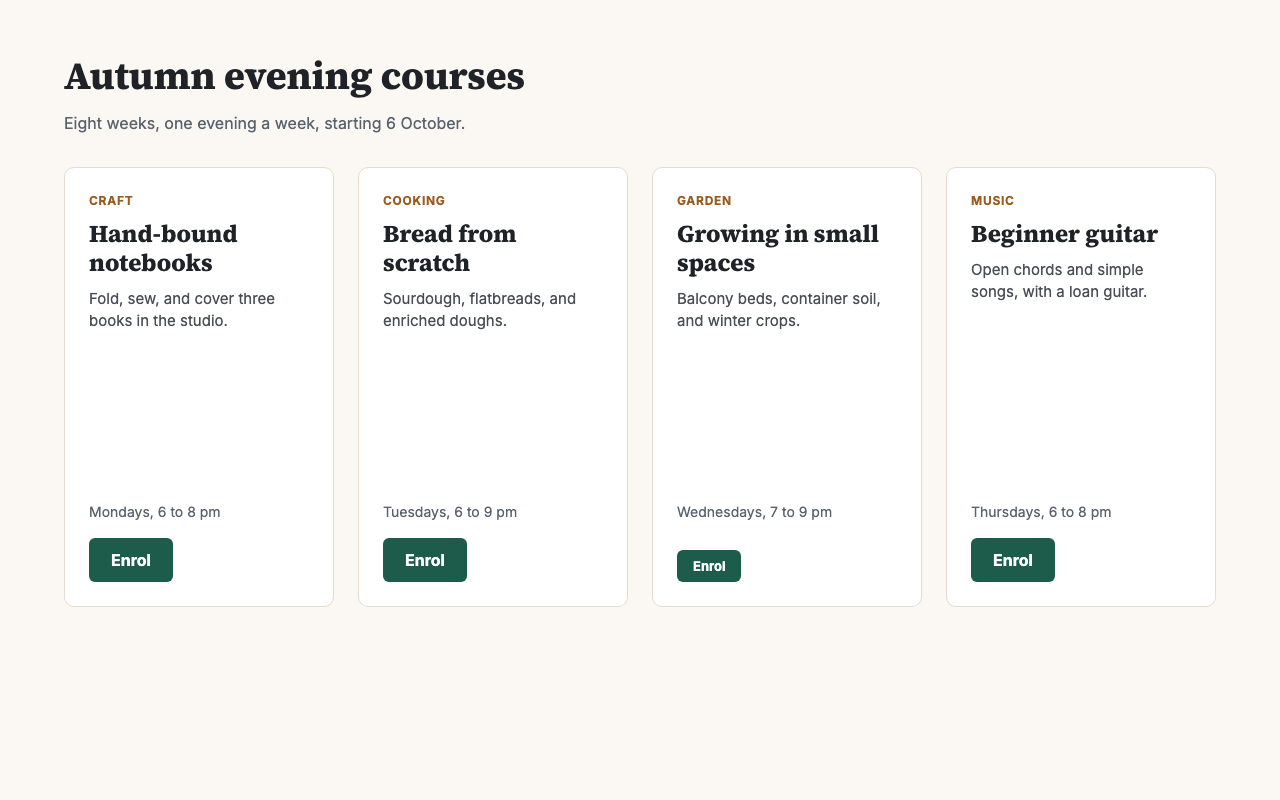 Autumn evening courses
Eight weeks, one evening a week, starting 6 October.
CRAFT
Hand-bound
notebooks
Fold, sew, and cover three
books in the studio.
Mondays, 6 to 8 pm
Enrol
COOKING
Bread from
scratch
Sourdough, flatbreads, and
enriched doughs.
Tuesdays, 6 to 9 pm
Enrol
GARDEN
Growing in small
spaces
Balcony beds, container soil,
and winter crops.
Wednesdays, 7 to 9 pm
Enrol
MUSIC
Beginner guitar
Open chords and simple
songs, with a loan guitar.
Thursdays, 6 to 8 pm
Enrol